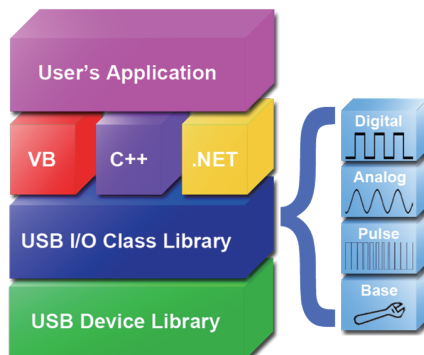 User's Application
VB
C++
.NET
USB I/O Class Library
USB Device Library
Digital
Analog
Pulse
Base